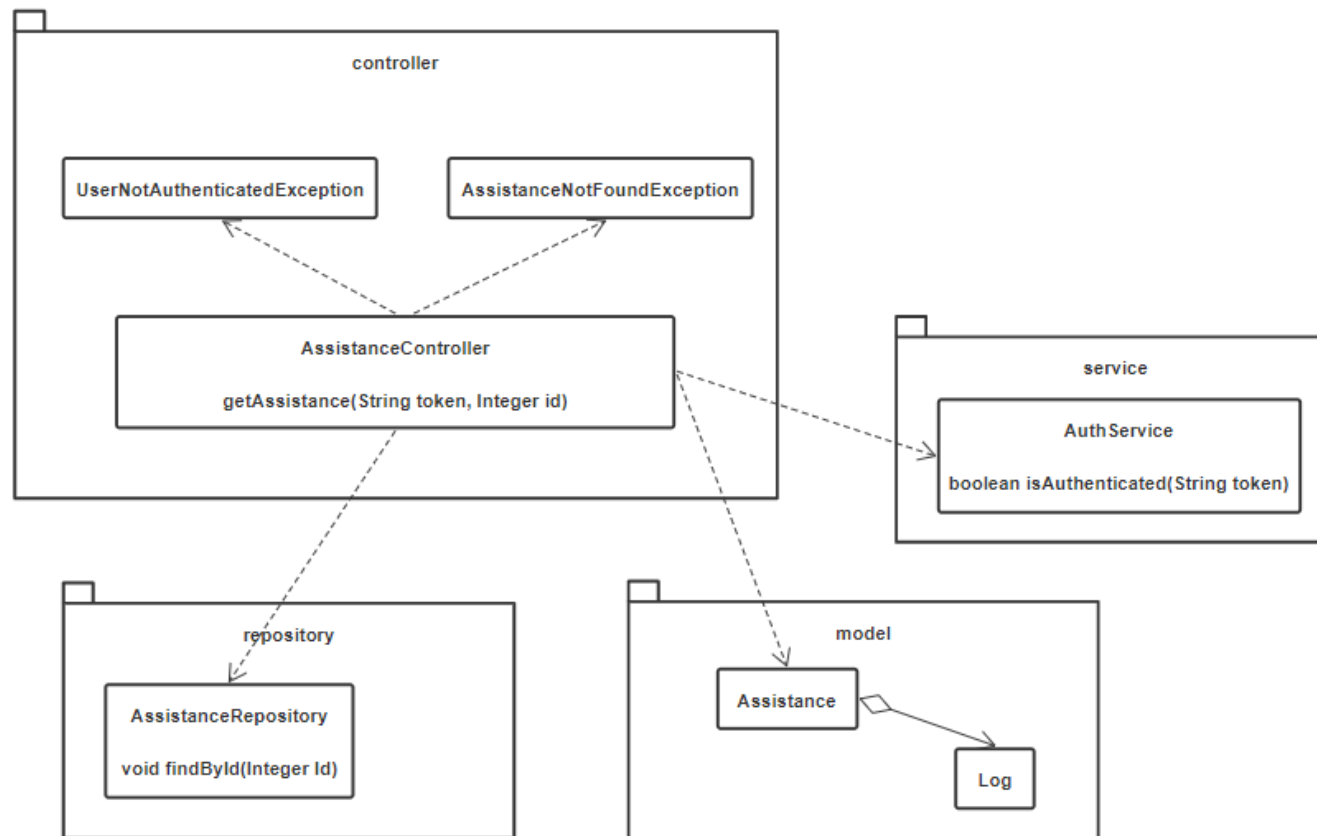 controller
UserNotAuthenticatedException
AssistanceNotFoundException
AssistanceController
getAssistance(String token, Integer id)
service
AuthService
boolean isAuthenticated(String token)
repository
AssistanceRepository
void findById(Integer Id)
model
Assistance
Log